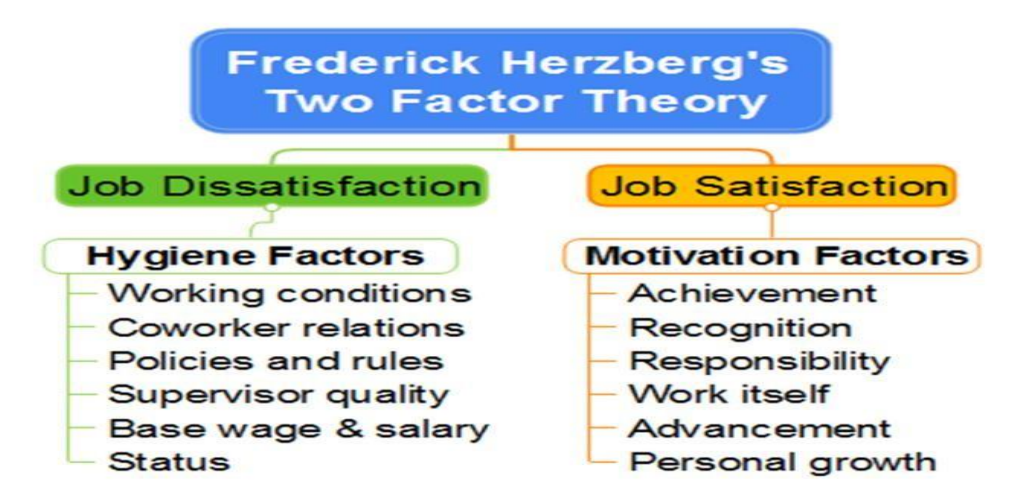 Frederick Herzberg's
Two Factor Theory
Job Dissatisfaction
Hygiene Factors
Working conditions
Coworker relations
Policies and rules
Supervisor quality
Base wage & salary
Status
Job Satisfaction
Motivation Factors
Achievement
Recognition
Responsibility
Work itself
Advancement
Personal growth